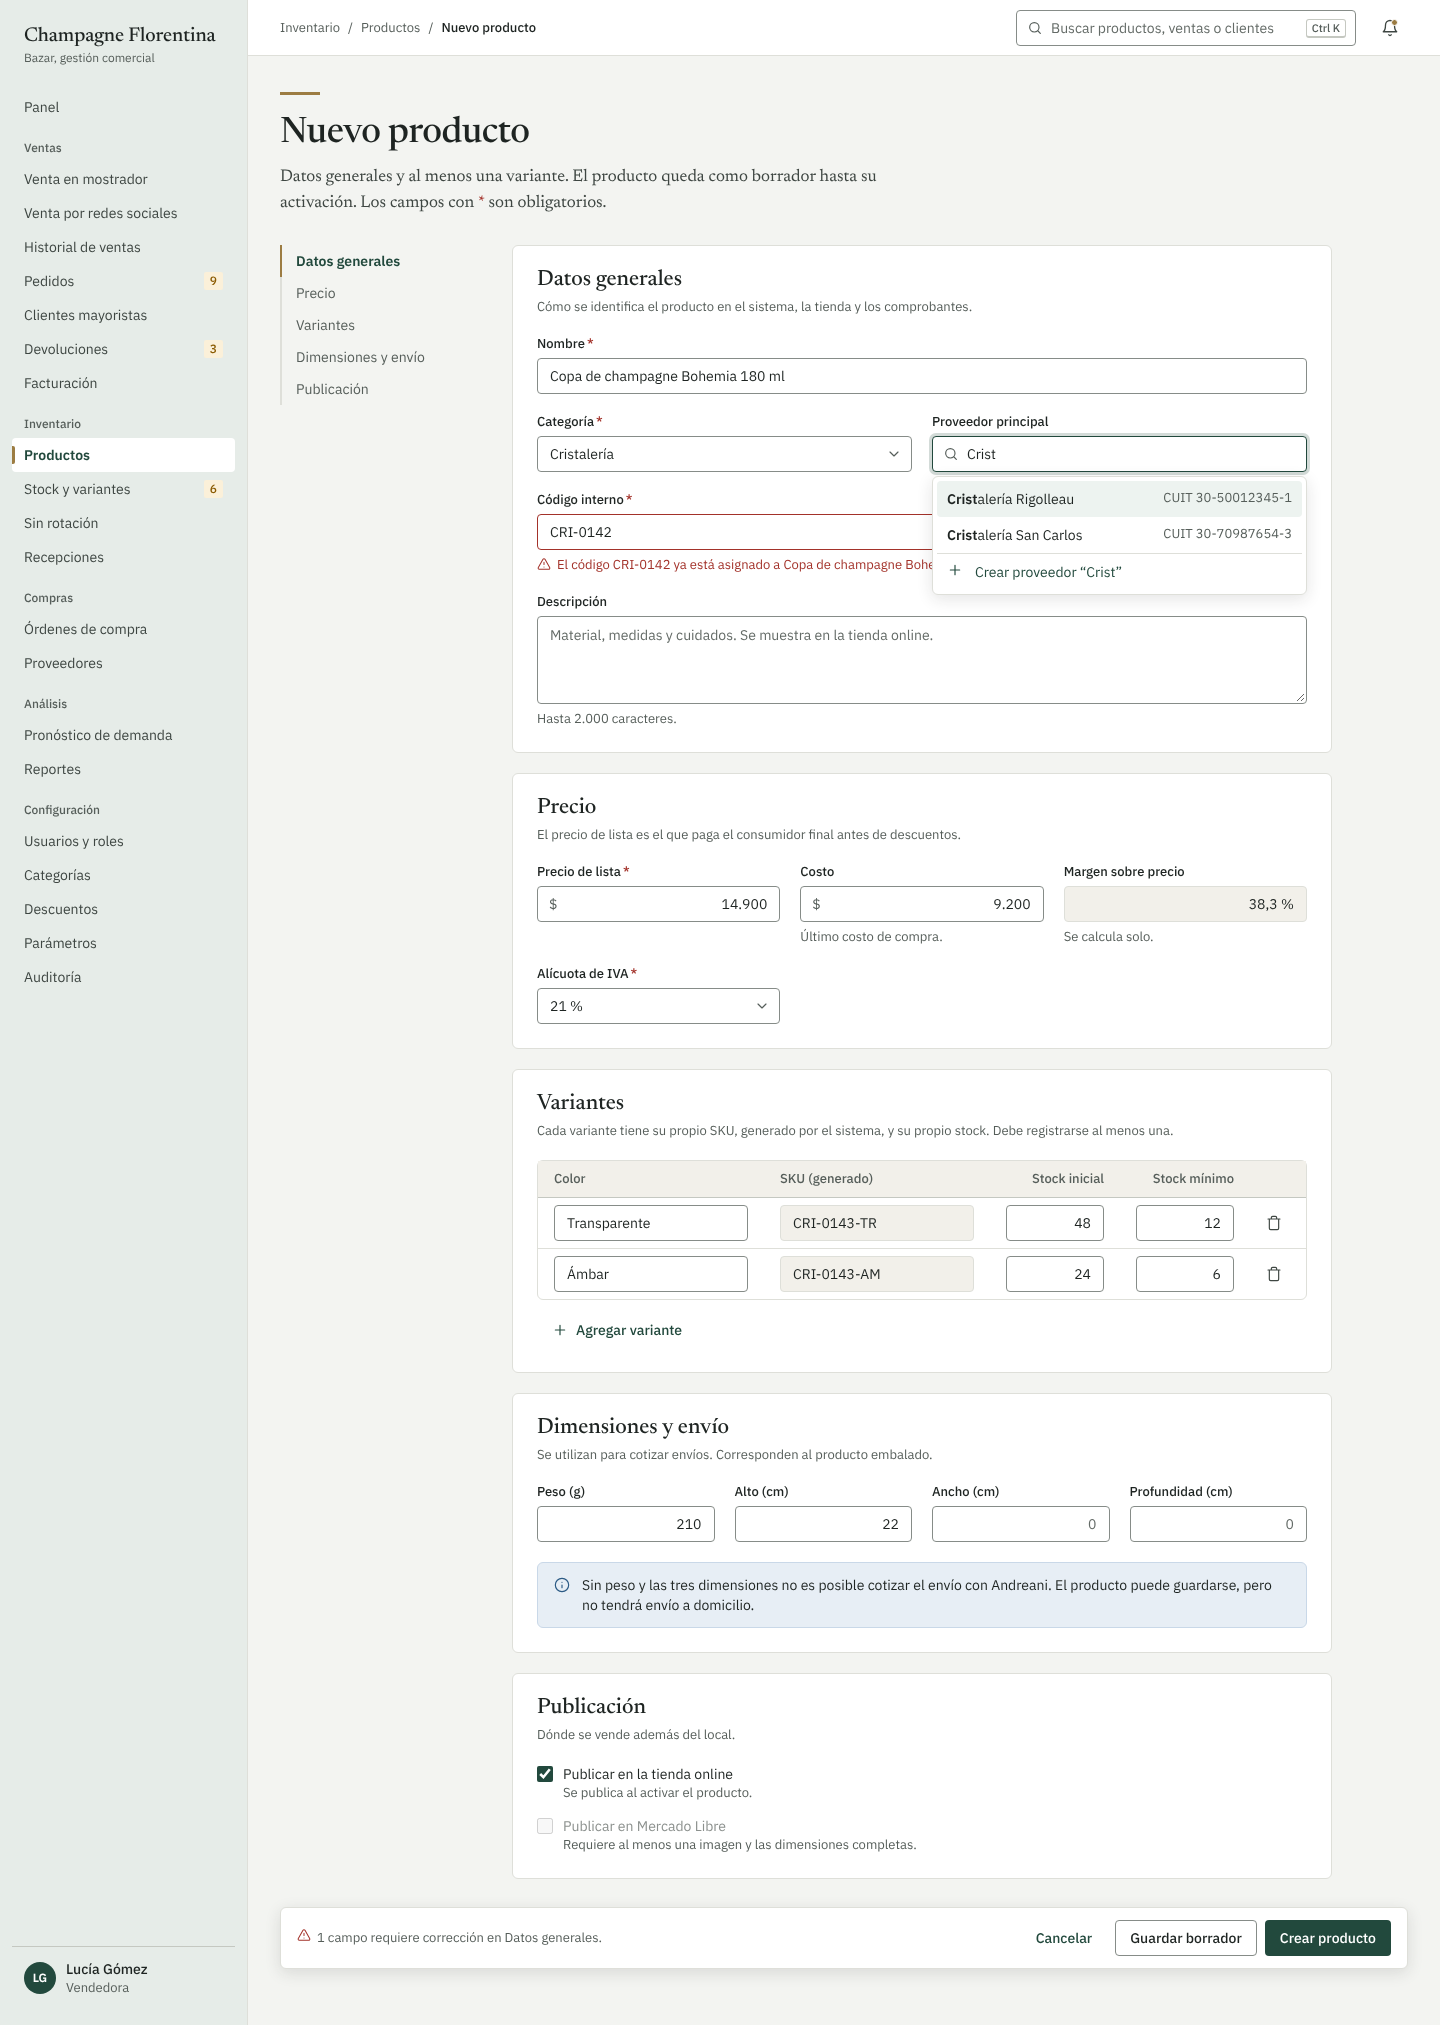 Champagne Florentina
Bazar, gestión comercial
Panel
Ventas
Venta en mostrador
Venta por redes sociales
Historial de ventas
Pedidos 9
Clientes mayoristas
Devoluciones 3
Facturación
Inventario
Productos
Stock y variantes 6
Sin rotación
Recepciones
Compras
Órdenes de compra
Proveedores
Análisis
Pronóstico de demanda
Reportes
Configuración
Usuarios y roles
Categorías
Descuentos
Parámetros
Auditoría
LG
Lucía Gómez
Vendedora
Inventario / Productos / Nuevo producto
Buscar productos, ventas o clientes Ctrl K
Nuevo producto
Datos generales y al menos una variante. El producto queda como borrador hasta su
activación. Los campos con * son obligatorios.
Datos generales
Precio
Variantes
Dimensiones y envío
Publicación
Datos generales
Cómo se identifica el producto en el sistema, la tienda y los comprobantes.
Nombre *
Copa de champagne Bohemia 180 ml
Categoría * Proveedor principal
Cristalería Crist
Cristalería Rigolleau CUIT 30-50012345-1
Cristalería San Carlos CUIT 30-70987654-3
+ Crear proveedor “Crist”
Código interno *
CRI-0142
El código CRI-0142 ya está asignado a Copa de champagne Bohe
Descripción
Material, medidas y cuidados. Se muestra en la tienda online.
Hasta 2.000 caracteres.
Precio
El precio de lista es el que paga el consumidor final antes de descuentos.
Precio de lista * Costo Margen sobre precio
$ 14.900 $ 9.200 38,3 %
Último costo de compra. Se calcula solo.
Alícuota de IVA *
21 %
Variantes
Cada variante tiene su propio SKU, generado por el sistema, y su propio stock. Debe registrarse al menos una.
Color SKU (generado) Stock inicial Stock mínimo
Transparente CRI-0143-TR 48 12
Ámbar CRI-0143-AM 24 6
+ Agregar variante
Dimensiones y envío
Se utilizan para cotizar envíos. Corresponden al producto embalado.
Peso (g) Alto (cm) Ancho (cm) Profundidad (cm)
210 22 0 0
Sin peso y las tres dimensiones no es posible cotizar el envío con Andreani. El producto puede guardarse, pero
no tendrá envío a domicilio.
Publicación
Dónde se vende además del local.
Publicar en la tienda online
Se publica al activar el producto.
Publicar en Mercado Libre
Requiere al menos una imagen y las dimensiones completas.
1 campo requiere corrección en Datos generales. Cancelar Guardar borrador Crear producto